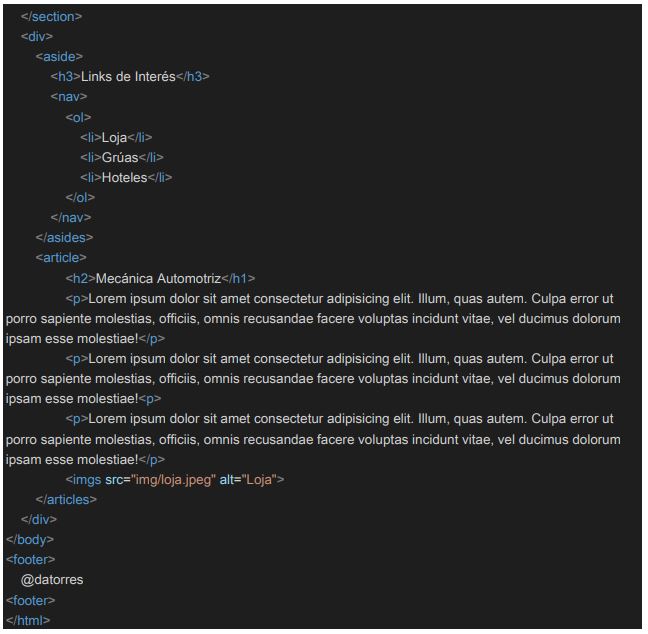 </section>
<div>
<aside>
<h3>Links de Interés</h3>
<nav>
<ol>
<li>Loja</li>
<li>Grúas</li>
<li>Hoteles</li>
</ol>
</nav>
</asides>
<article>
<h2>Mecánica Automotriz</h1>
<p>Lorem ipsum dolor sit amet consectetur adipisicing elit. Illum, quas autem. Culpa error ut
porro sapiente molestias, officiis, omnis recusandae facere voluptas incidunt vitae, vel ducimus dolorum
ipsam esse molestiae!</p>
<p>Lorem ipsum dolor sit amet consectetur adipisicing elit. Illum, quas autem. Culpa error ut
porro sapiente molestias, officiis, omnis recusandae facere voluptas incidunt vitae, vel ducimus dolorum
ipsam esse molestiae!<p>
<p>Lorem ipsum dolor sit amet consectetur adipisicing elit. Illum, quas autem. Culpa error ut
porro sapiente molestias, officiis, omnis recusandae facere voluptas incidunt vitae, vel ducimus dolorum
ipsam esse molestiae!</p>
<imgs src="img/loja.jpeg" alt="Loja">
</articles>
</div>
</body>
<footer>
@datorres
<footer>
</html>